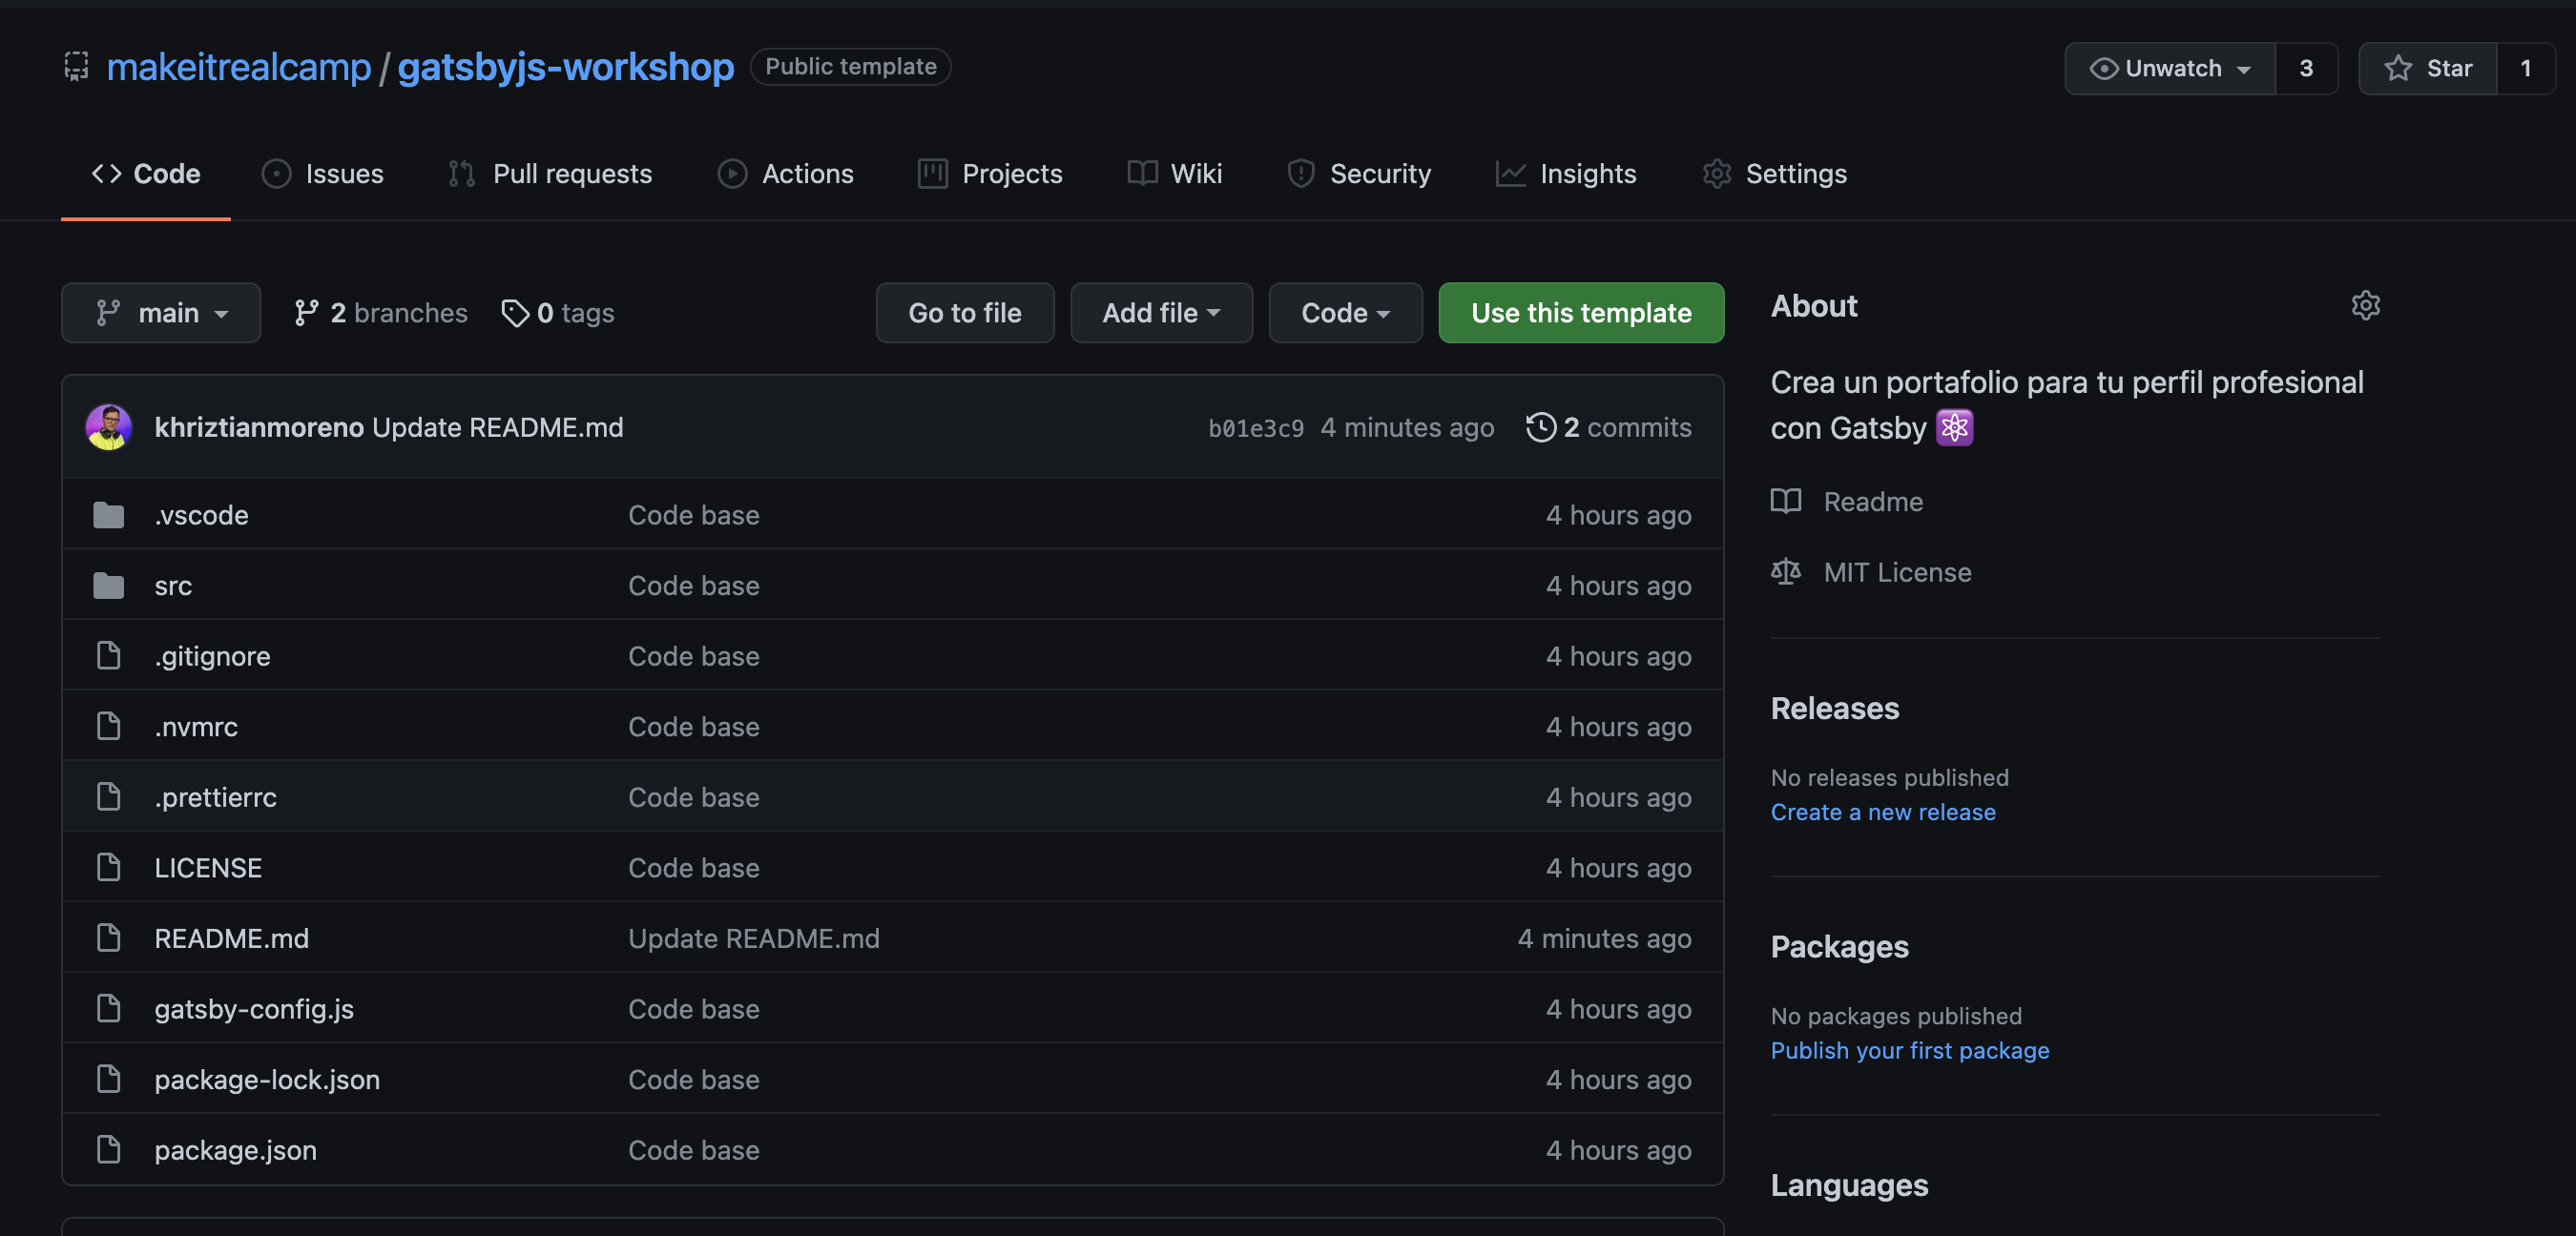 makeitrealcamp / gatsbyjs-workshop Public template Unwatch 3 Star 1
Code Issues Pull requests Actions Projects Wiki Security Insights Settings
main 2 branches 0 tags Go to file Add file Code Use this template
khriztianmoreno Update README.md b01e3c9 4 minutes ago 2 commits
.vscode Code base 4 hours ago
src Code base 4 hours ago
.gitignore Code base 4 hours ago
.nvmrc Code base 4 hours ago
.prettierrc Code base 4 hours ago
LICENSE Code base 4 hours ago
README.md Update README.md 4 minutes ago
gatsby-config.js Code base 4 hours ago
package-lock.json Code base 4 hours ago
package.json Code base 4 hours ago
About
Crea un portafolio para tu perfil profesional
con Gatsby ⚛️
Readme
MIT License
Releases
No releases published
Create a new release
Packages
No packages published
Publish your first package
Languages